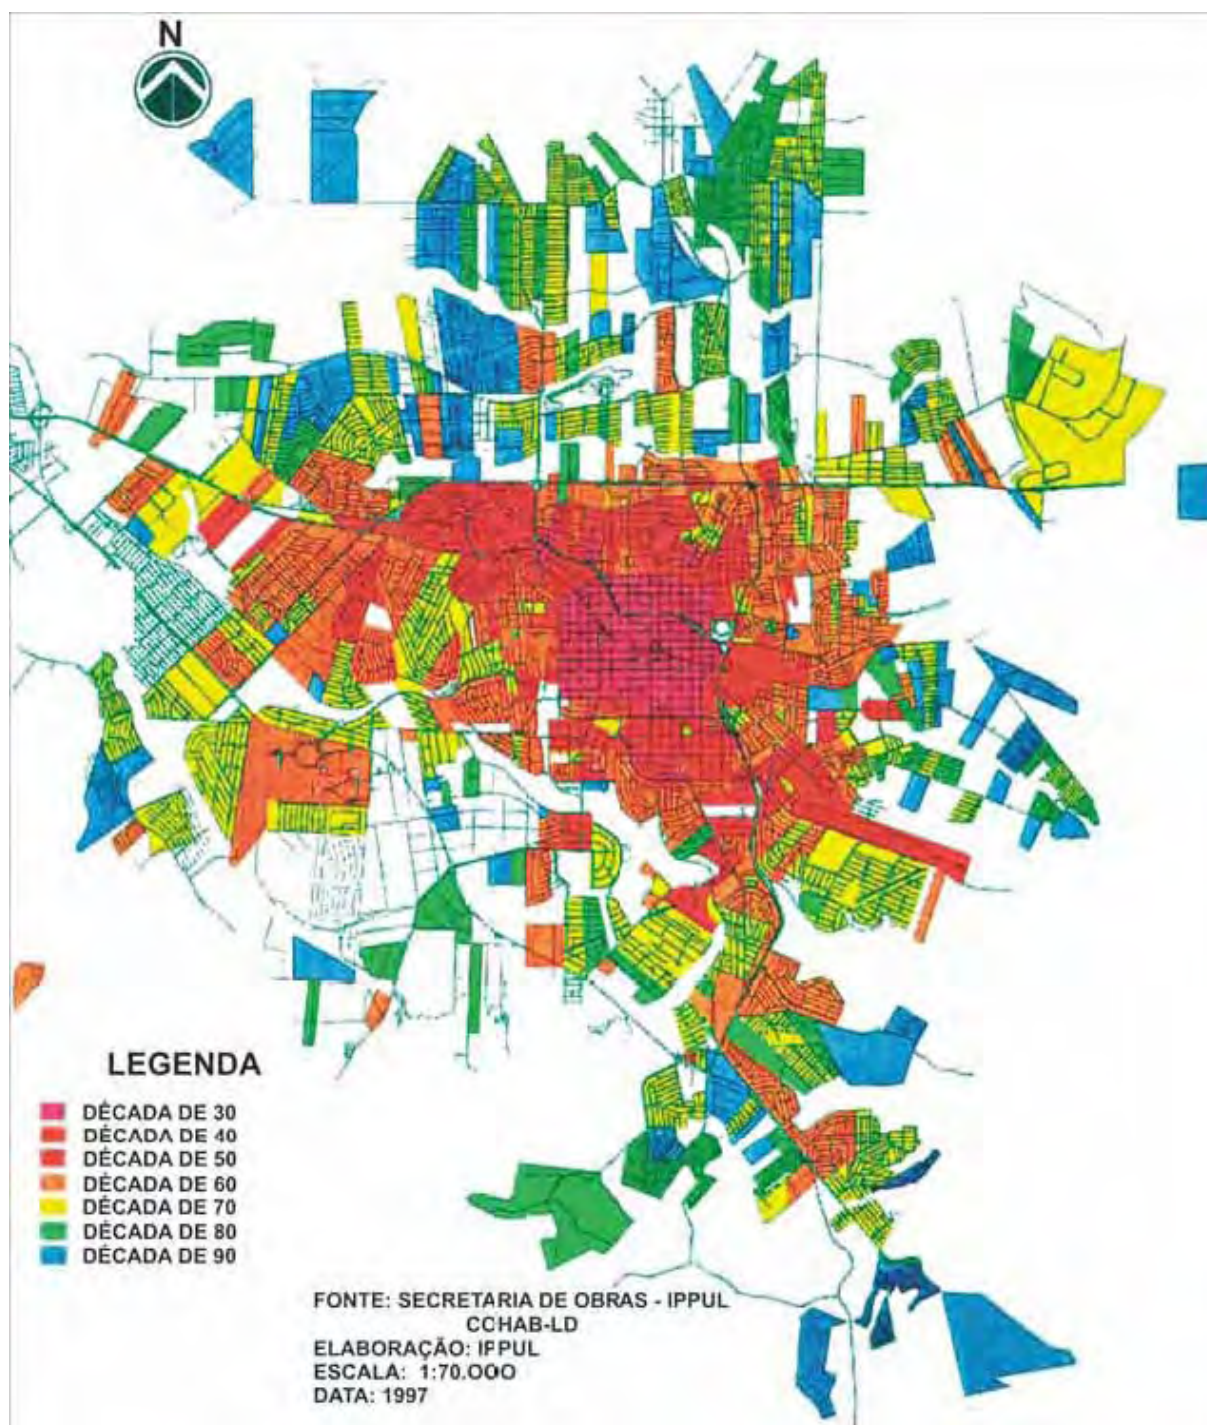 N
LEGENDA
DÉCADA DE 30
DÉCADA DE 40
DÉCADA DE 50
DÉCADA DE 60
DÉCADA DE 70
DÉCADA DE 80
DÉCADA DE 90
FONTE: SECRETARIA DE OBRAS - IPPUL
COHAB-LD
ELABORAÇÃO: IPPUL
ESCALA: 1:70.OOO
DATA: 1997